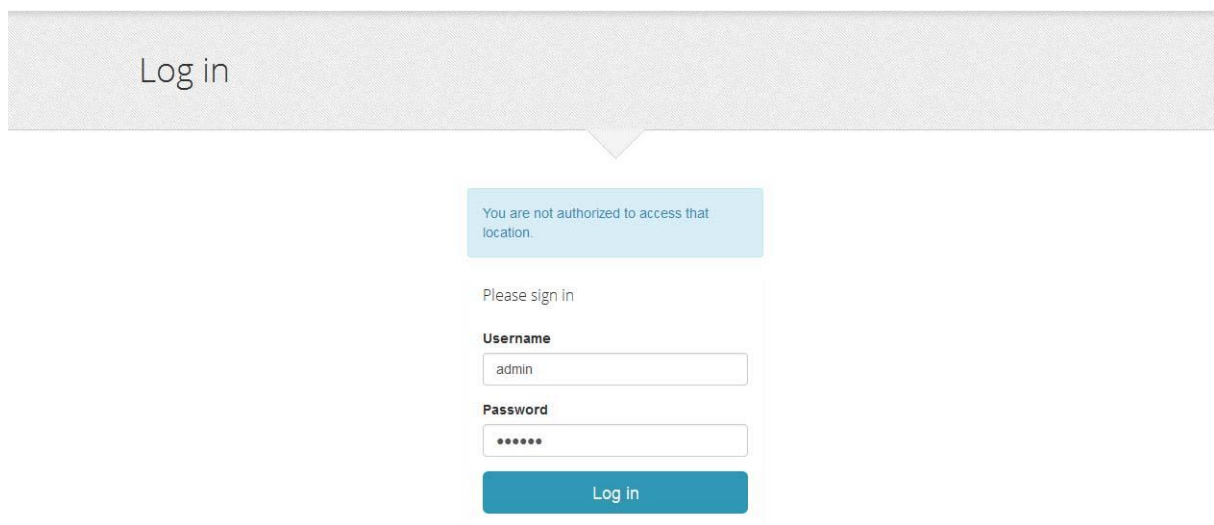 Log in
You are not authorized to access that
location.
Please sign in
Username
admin
Password
••••••
Log in